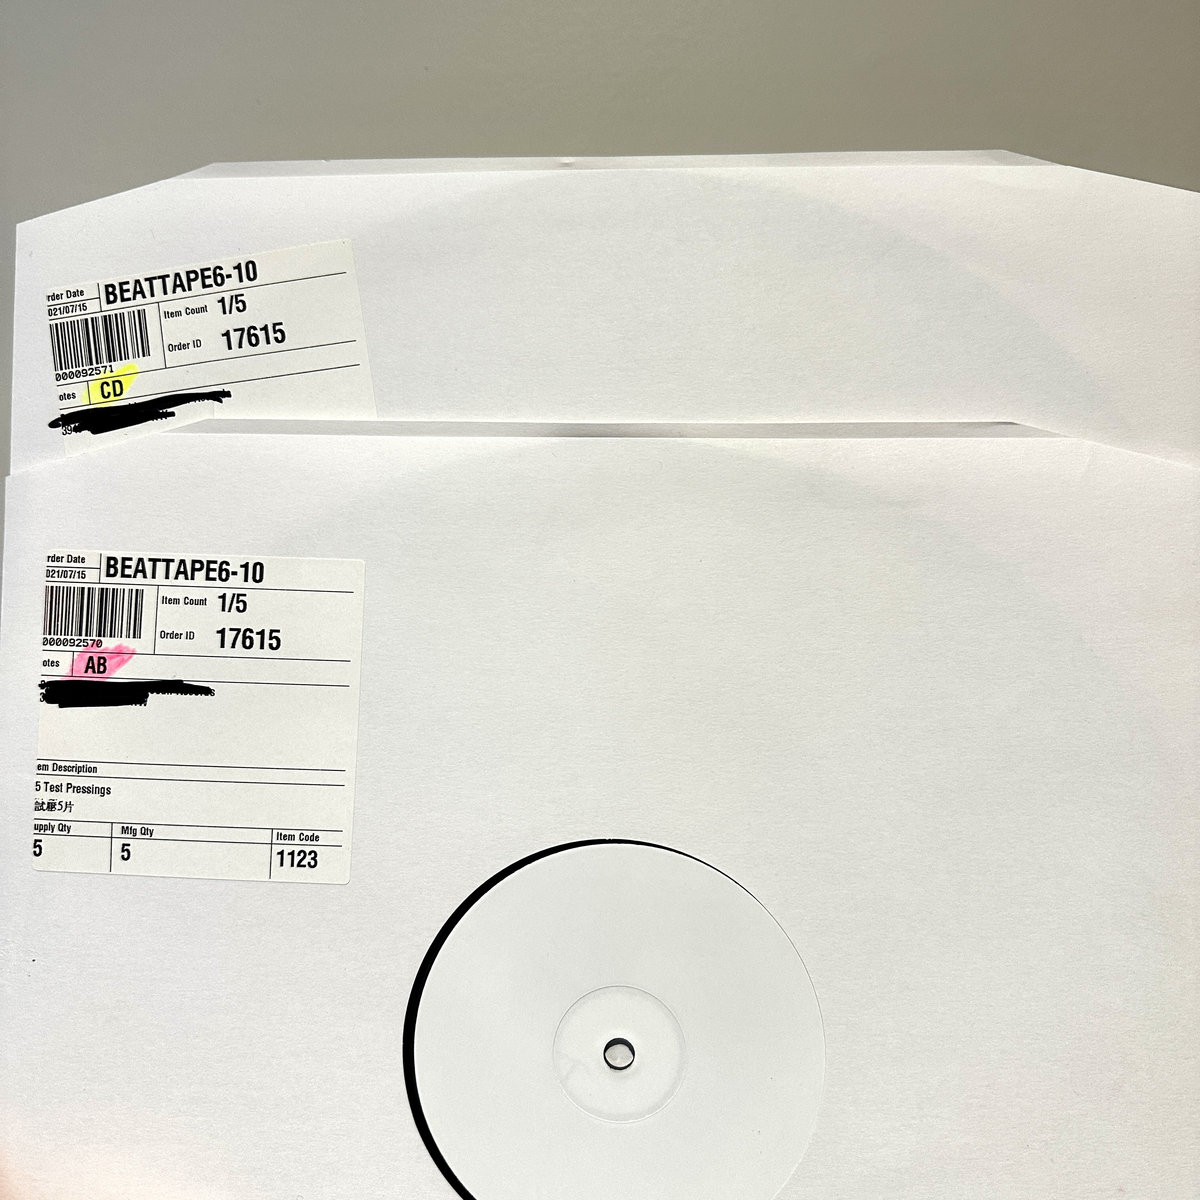 rder Date
BEATTAPE6-10
021/07/15
Item Count 1/5
Order ID 17615
000092571
otes CD
rder Date
BEATTAPE6-10
021/07/15
Item Count 1/5
Order ID 17615
000092570
otes AB
em Description
5 Test Pressings
試壓5片
upply Qty Mfg Qty Item Code
5 5 1123